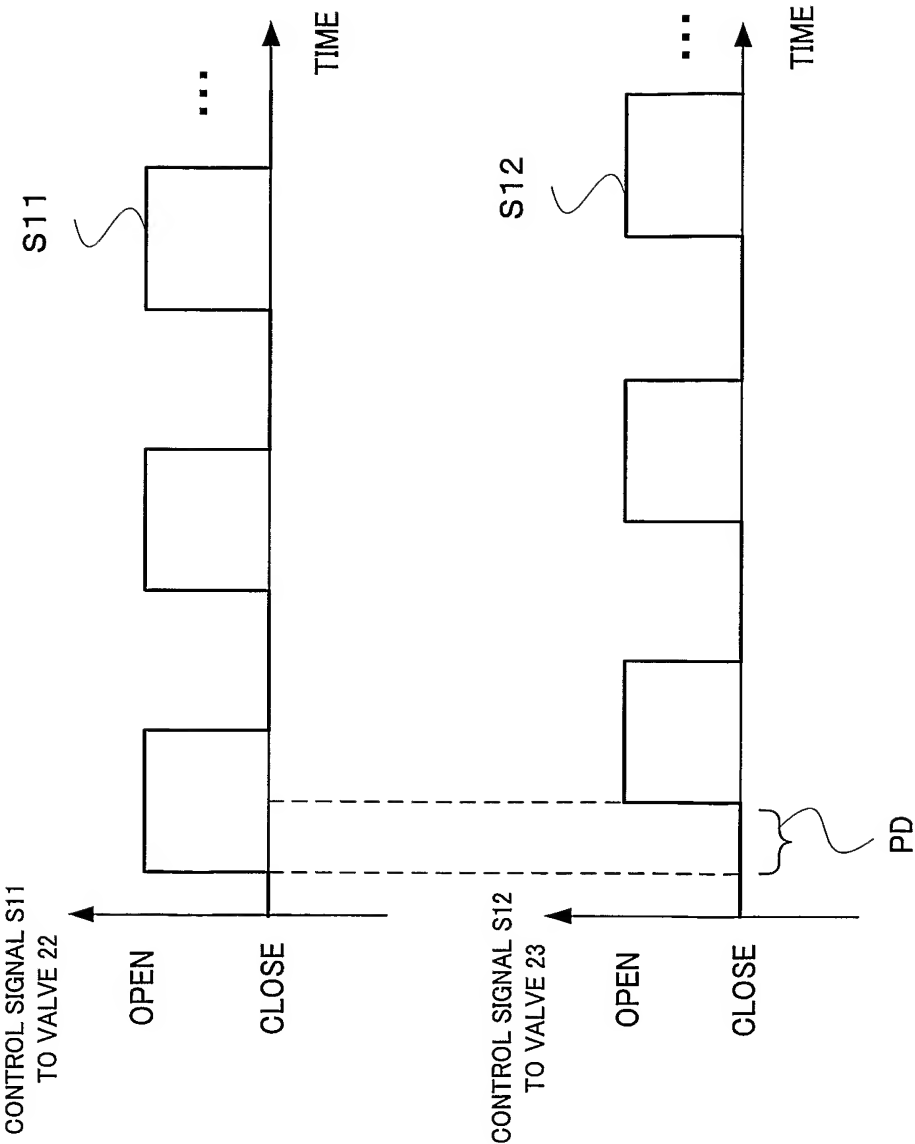 CONTROL SIGNAL S11
TO VALVE 22
OPEN
CLOSE
S11
...
TIME
CONTROL SIGNAL S12
TO VALVE 23
OPEN
CLOSE
S12
...
TIME
PD